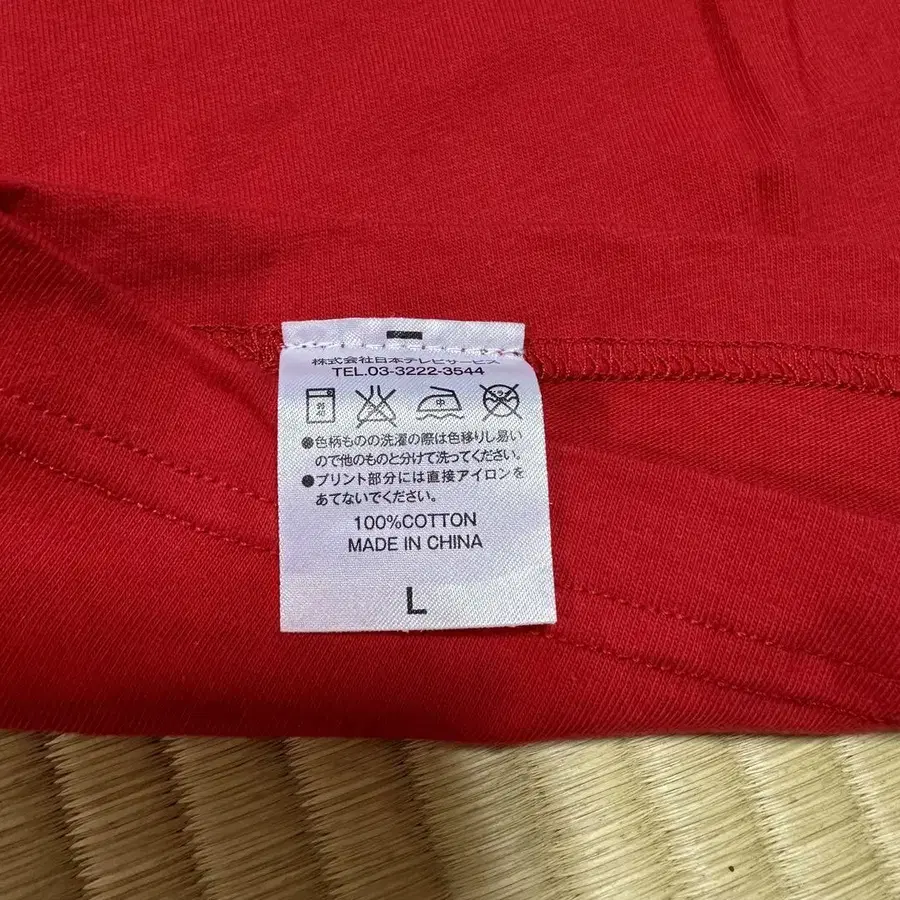 株式会社日本テレビサービス
TEL.03-3222-3544
中
●色柄ものの洗濯の際は色移りし易い
ので他のものと分けて洗ってください。
●プリント部分には直接アイロンを
あてないでください。
100%COTTON
MADE IN CHINA
L